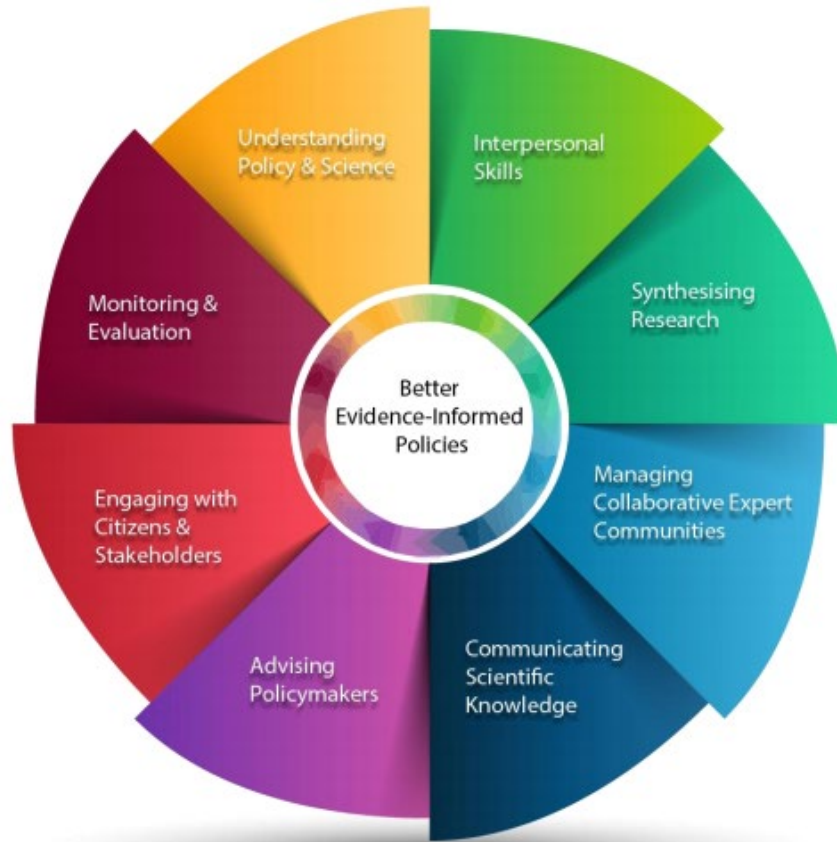 Understanding
Policy & Science
Interpersonal
Skills
Synthesising
Research
Managing
Collaborative Expert
Communities
Communicating
Scientific
Knowledge
Advising
Policymakers
Engaging with
Citizens &
Stakeholders
Monitoring &
Evaluation
Better
Evidence-Informed
Policies